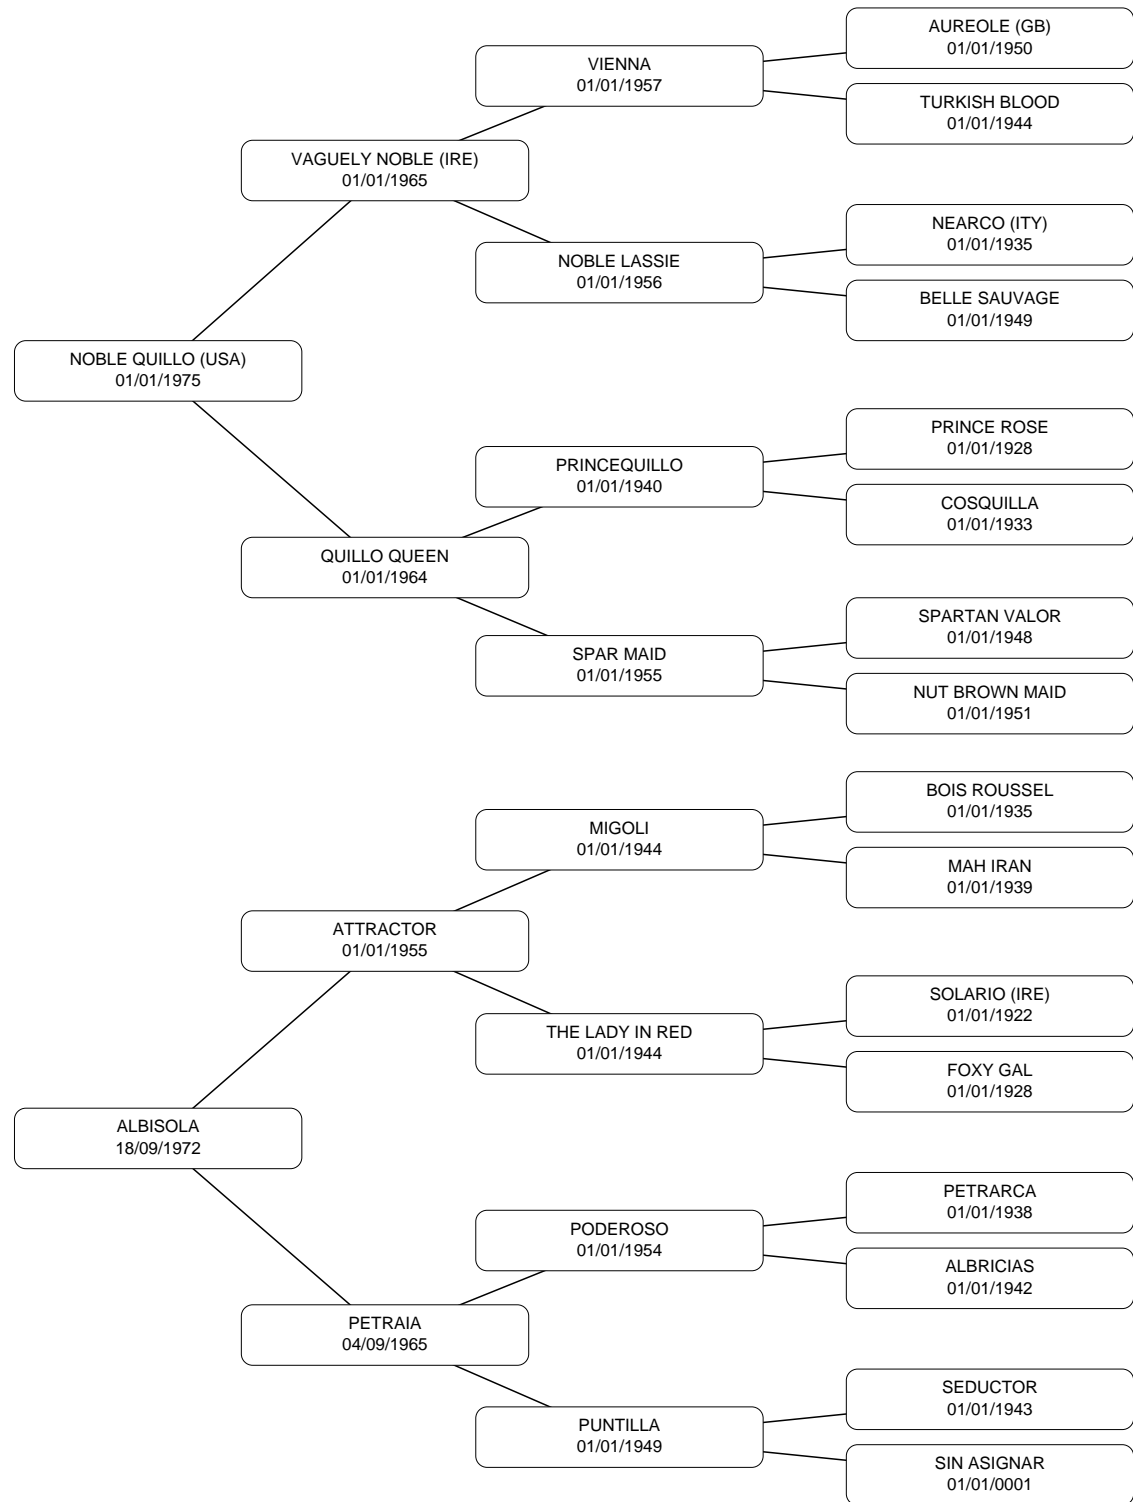 AUREOLE (GB)
01/01/1950
VIENNA
01/01/1957
TURKISH BLOOD
01/01/1944
VAGUELY NOBLE (IRE)
01/01/1965
NEARCO (ITY)
01/01/1935
NOBLE LASSIE
01/01/1956
BELLE SAUVAGE
01/01/1949
NOBLE QUILLO (USA)
01/01/1975
PRINCE ROSE
01/01/1928
PRINCEQUILLO
01/01/1940
COSQUILLA
01/01/1933
QUILLO QUEEN
01/01/1964
SPARTAN VALOR
01/01/1948
SPAR MAID
01/01/1955
NUT BROWN MAID
01/01/1951
BOIS ROUSSEL
01/01/1935
MIGOLI
01/01/1944
MAH IRAN
01/01/1939
ATTRACTOR
01/01/1955
SOLARIO (IRE)
01/01/1922
THE LADY IN RED
01/01/1944
FOXY GAL
01/01/1928
ALBISOLA
18/09/1972
PETRARCA
01/01/1938
PODEROSO
01/01/1954
ALBRICIAS
01/01/1942
PETRAIA
04/09/1965
SEDUCTOR
01/01/1943
PUNTILLA
01/01/1949
SIN ASIGNAR
01/01/0001